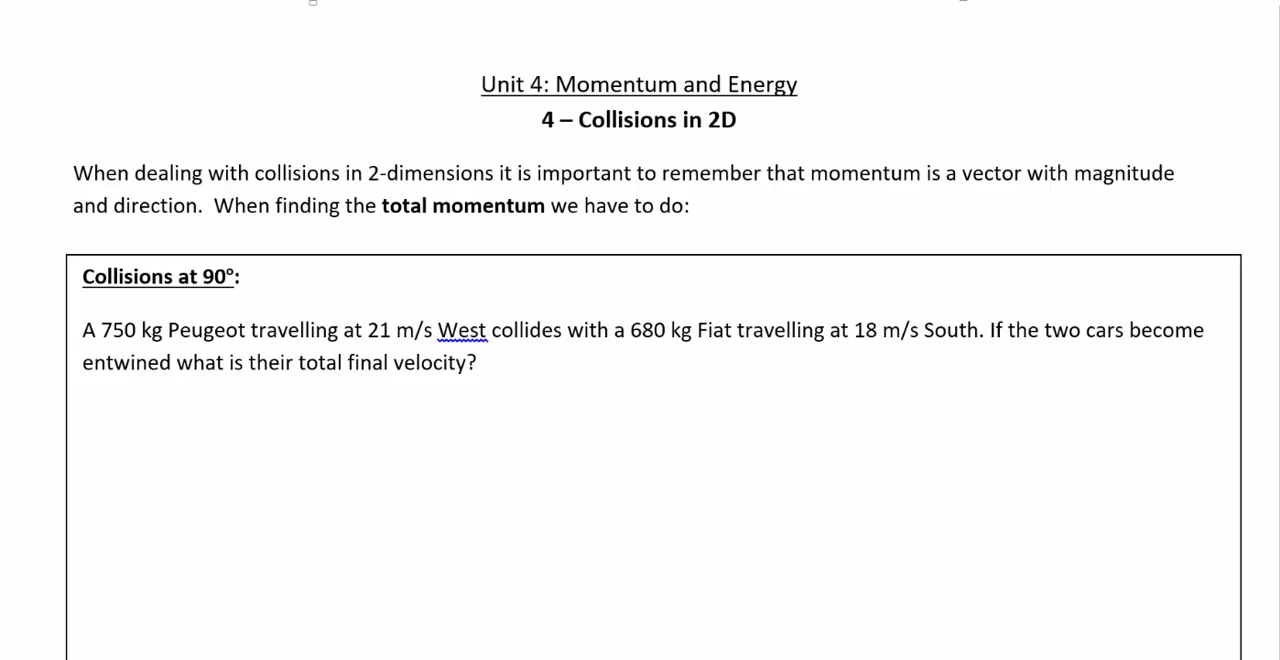 Unit 4: Momentum and Energy
4 – Collisions in 2D
When dealing with collisions in 2-dimensions it is important to remember that momentum is a vector with magnitude
and direction.  When finding the total momentum we have to do:
Collisions at 90°:
A 750 kg Peugeot travelling at 21 m/s West collides with a 680 kg Fiat travelling at 18 m/s South. If the two cars become
entwined what is their total final velocity?